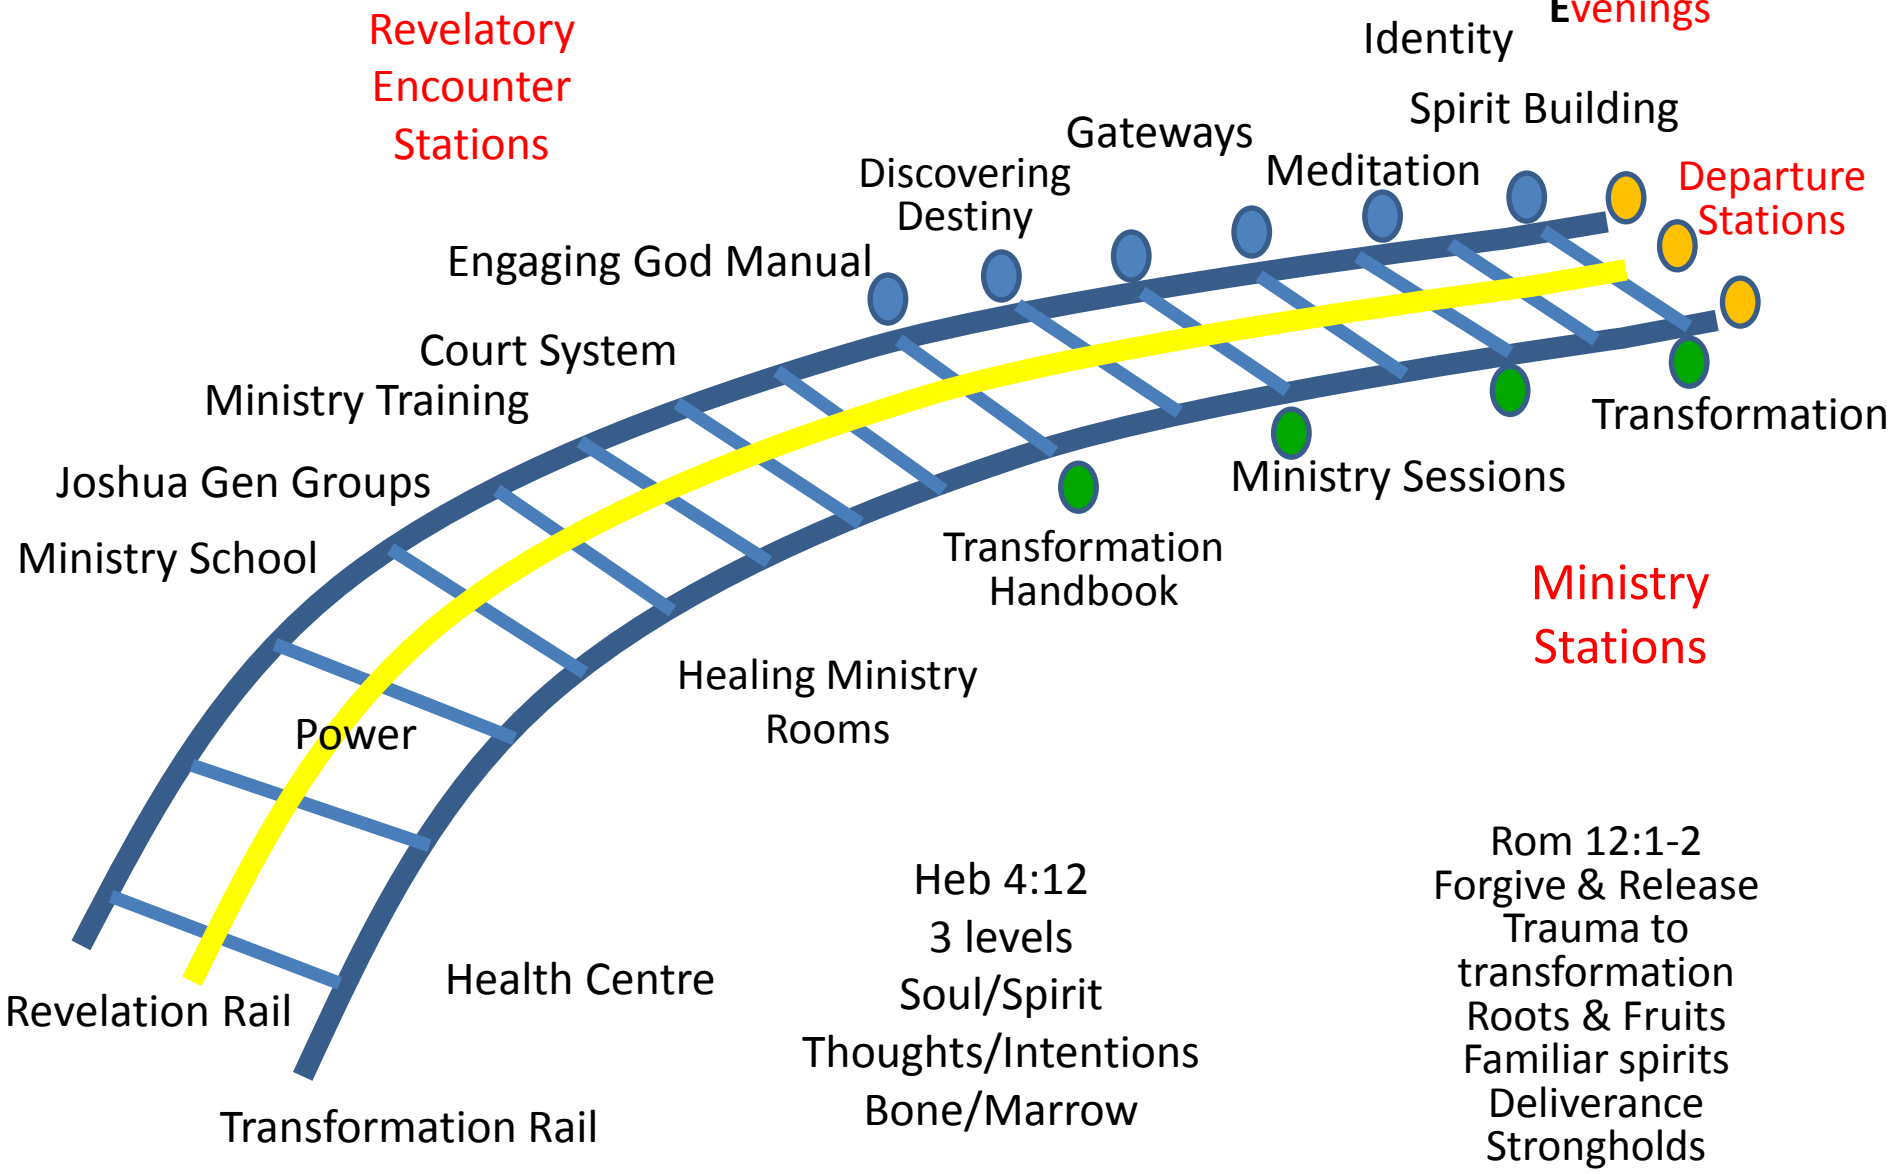 Revelatory
Encounter
Stations
Evenings
Identity
Spirit Building
Gateways
Meditation
Discovering
Destiny
Departure
Stations
Engaging God Manual
Court System
Ministry Training
Joshua Gen Groups
Ministry School
Transformation
Ministry Sessions
Transformation
Handbook
Ministry
Stations
Healing Ministry
Rooms
Power
Health Centre
Revelation Rail
Transformation Rail
Heb 4:12
3 levels
Soul/Spirit
Thoughts/Intentions
Bone/Marrow
Rom 12:1-2
Forgive & Release
Trauma to
transformation
Roots & Fruits
Familiar spirits
Deliverance
Strongholds